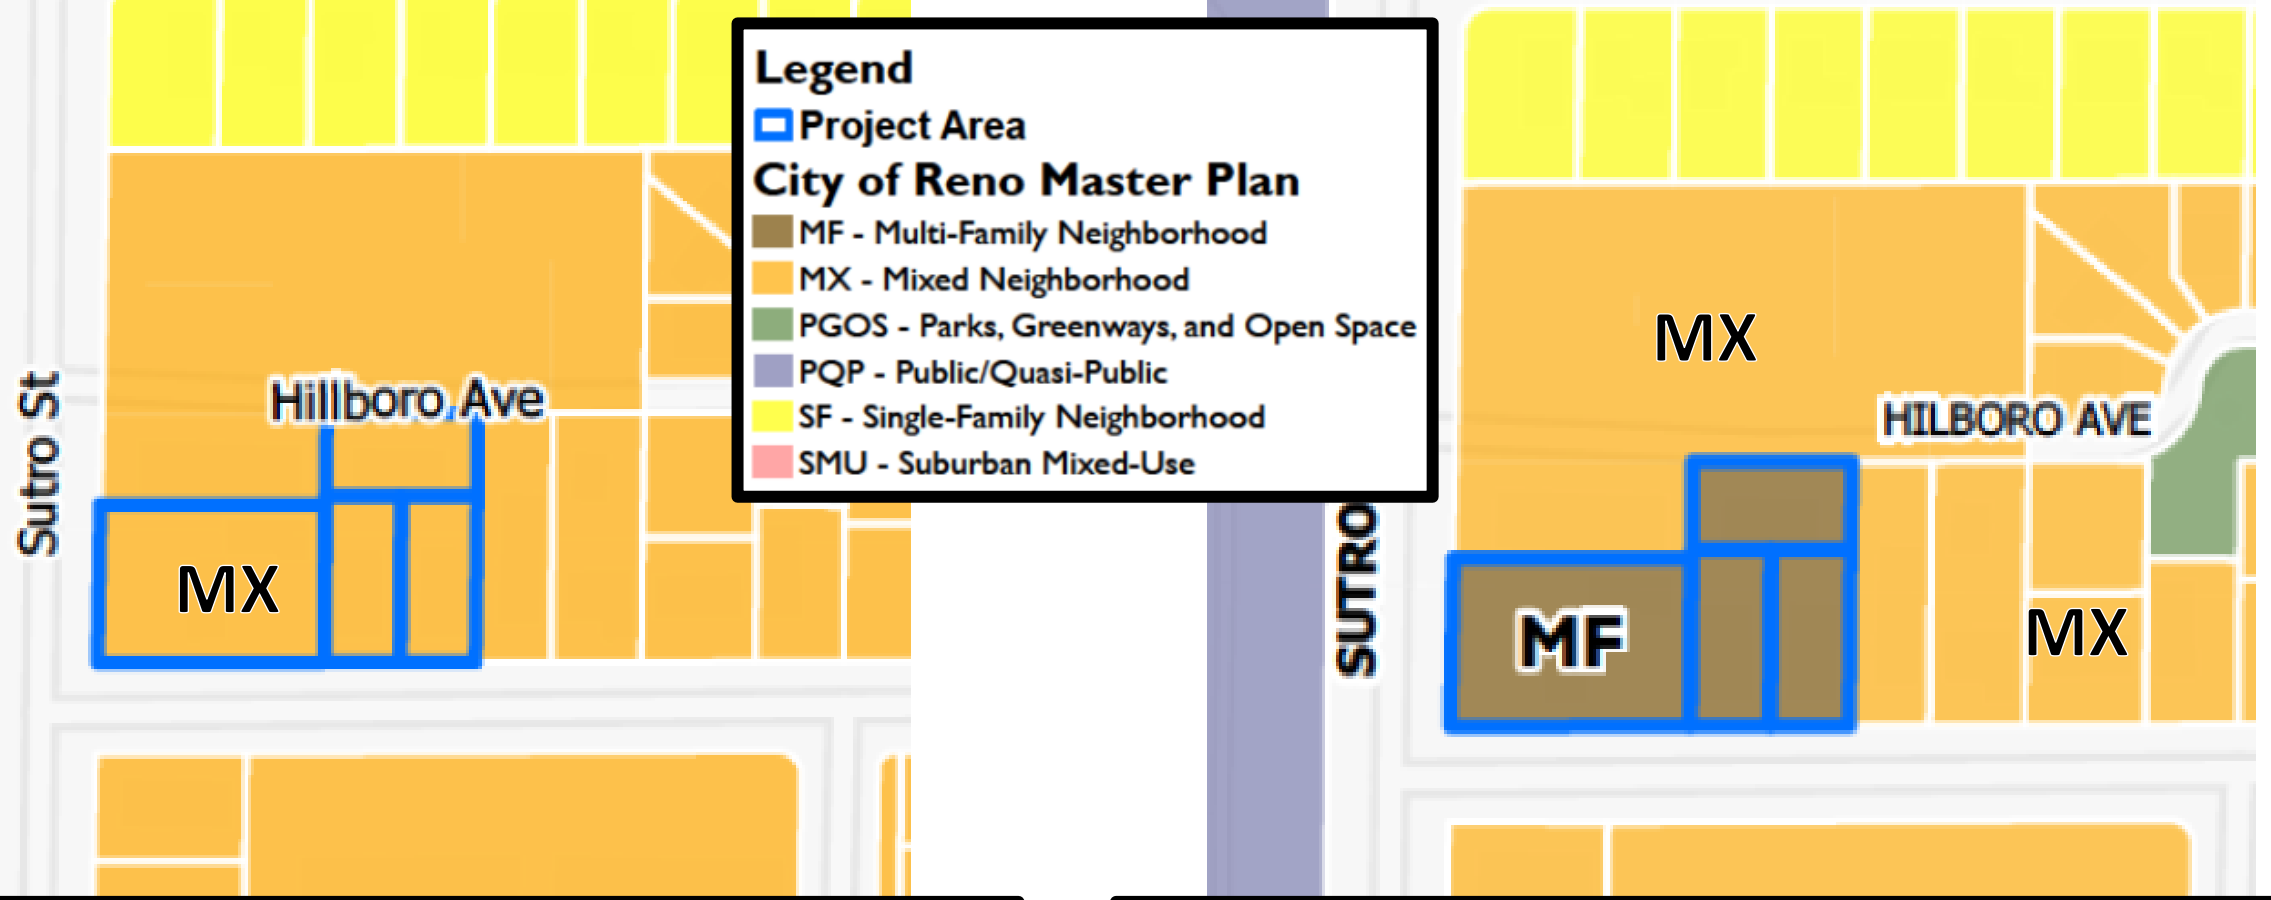 Sutro St
Hillboro Ave
MX
Legend
Project Area
City of Reno Master Plan
MF - Multi-Family Neighborhood
MX - Mixed Neighborhood
PGOS - Parks, Greenways, and Open Space
PQP - Public/Quasi-Public
SF - Single-Family Neighborhood
SMU - Suburban Mixed-Use
MX
HILBORO AVE
SUTRO
MF
MX